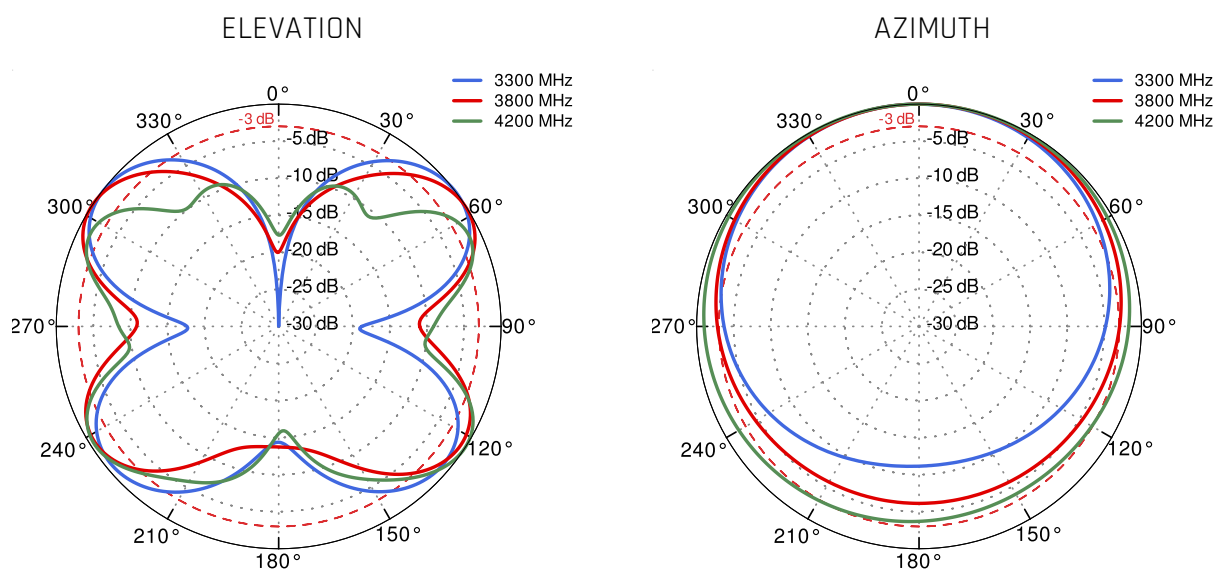 ELEVATION
3300 MHz
3800 MHz
4200 MHz
0°
330°
30°
-3 dB
-5 dB
-10 dB
300°
-15 dB
60°
-20 dB
-25 dB
270°
-30 dB
90°
240°
120°
210°
150°
180°
AZIMUTH
3300 MHz
3800 MHz
4200 MHz
0°
330°
30°
-3 dB
-5 dB
-10 dB
300°
-15 dB
60°
-20 dB
-25 dB
270°
-30 dB
90°
240°
120°
210°
150°
180°